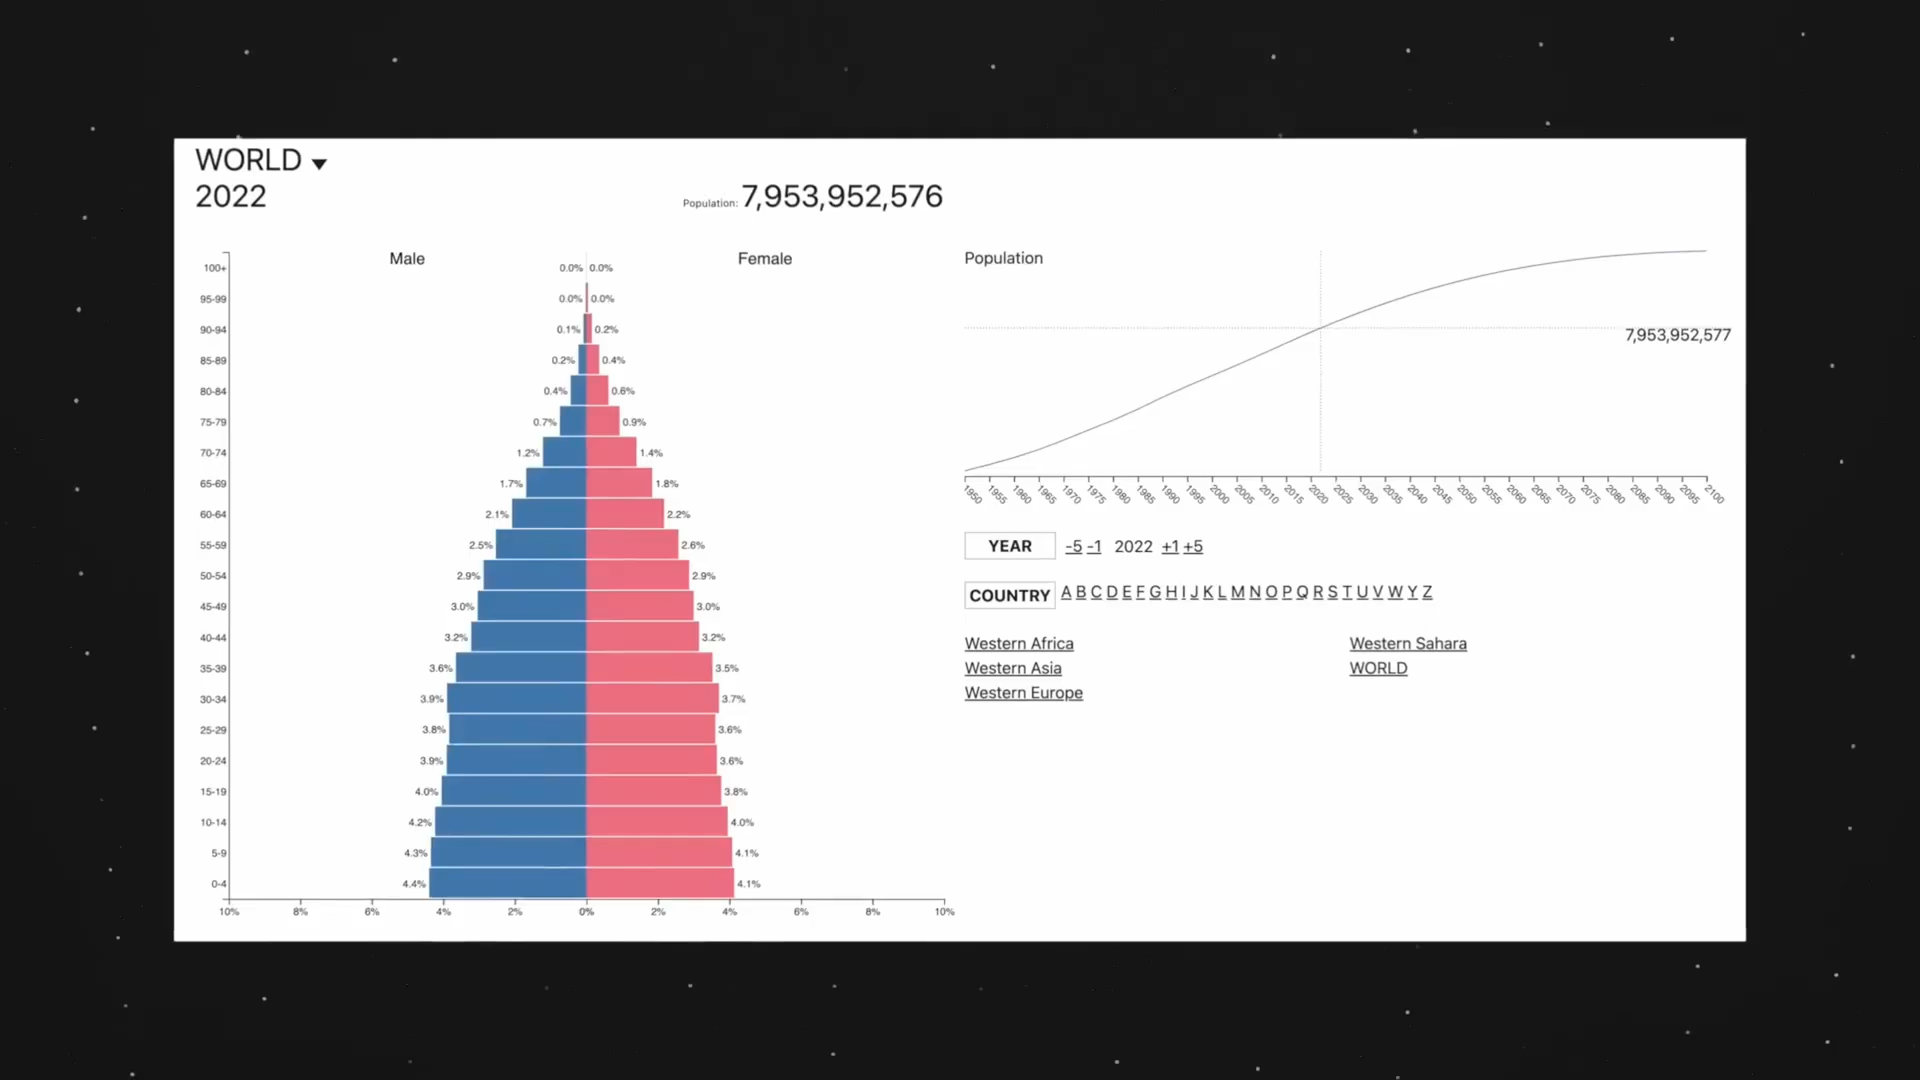 WORLD
2022
Population: 7,953,952,576
Male Female
100+ 0.0% 0.0%
95-99 0.0% 0.0%
90-94 0.1% 0.2%
85-89 0.2% 0.4%
80-84 0.4% 0.6%
75-79 0.7% 0.9%
70-74 1.2% 1.4%
65-69 1.7% 1.8%
60-64 2.1% 2.2%
55-59 2.5% 2.6%
50-54 2.9% 2.9%
45-49 3.0% 3.0%
40-44 3.2% 3.2%
35-39 3.6% 3.5%
30-34 3.9% 3.7%
25-29 3.8% 3.6%
20-24 3.9% 3.6%
15-19 4.0% 3.8%
10-14 4.2% 4.0%
5-9 4.3% 4.1%
0-4 4.4% 4.1%
10% 8% 6% 4% 2% 0% 2% 4% 6% 8% 10%
Population
7,953,952,577
1950 1955 1960 1965 1970 1975 1980 1985 1990 1995 2000 2005 2010 2015 2020 2025 2030 2035 2040 2045 2050 2055 2060 2065 2070 2075 2080 2085 2090 2095 2100
YEAR -5 -1 2022 +1 +5
COUNTRY A B C D E F G H I J K L M N O P Q R S T U V W Y Z
Western Africa Western Sahara
Western Asia WORLD
Western Europe